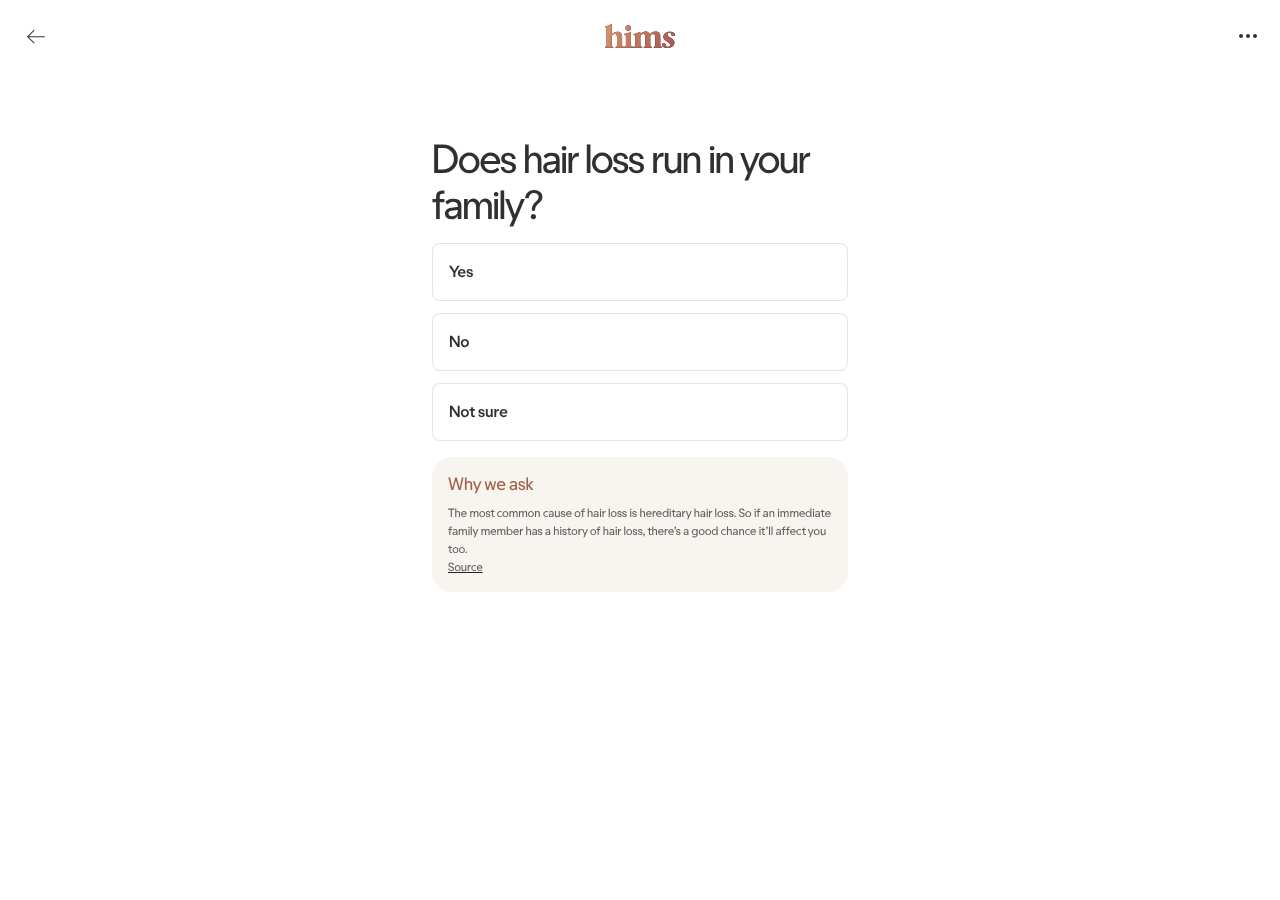 hims
Does hair loss run in your
family?
Yes
No
Not sure
Why we ask
The most common cause of hair loss is hereditary hair loss. So if an immediate
family member has a history of hair loss, there's a good chance it'll affect you
too.
Source